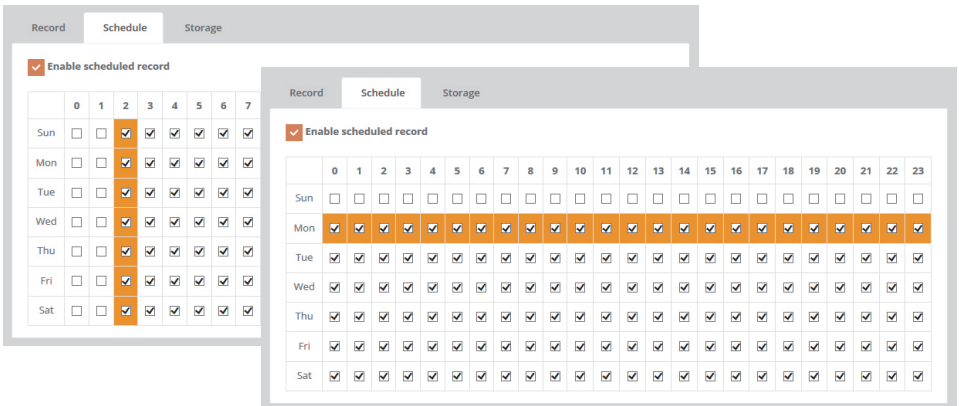 Record Schedule Storage
Enable scheduled record
0 1 2 3 4 5 6 7
Sun
Mon
Tue
Wed
Thu
Fri
Sat
Record Schedule Storage
Enable scheduled record
0 1 2 3 4 5 6 7 8 9 10 11 12 13 14 15 16 17 18 19 20 21 22 23
Sun
Mon
Tue
Wed
Thu
Fri
Sat